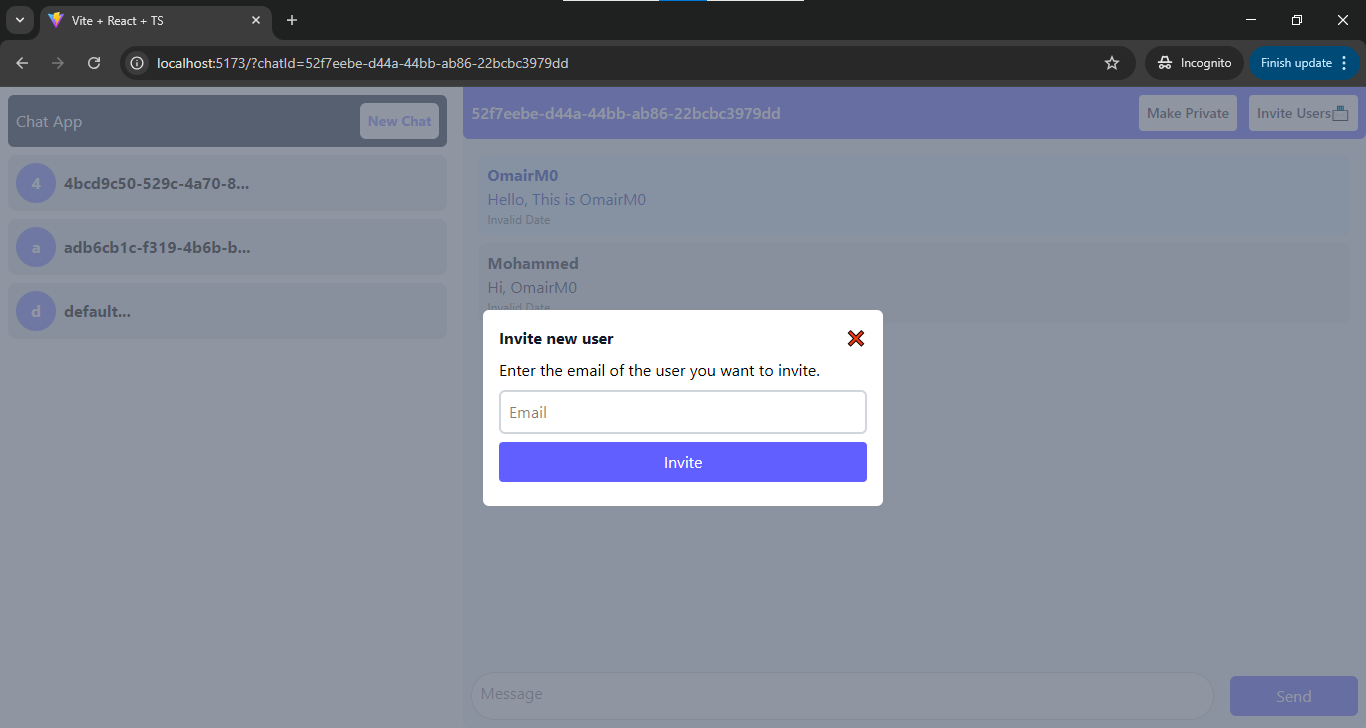 Vite + React + TS
localhost:5173/?chatId=52f7eebe-d44a-44bb-ab86-22bcbc3979dd
Incognito
Finish update
Chat App
New Chat
4
4bcd9c50-529c-4a70-8...
a
adb6cb1c-f319-4b6b-b...
d
default...
52f7eebe-d44a-44bb-ab86-22bcbc3979dd
Make Private
Invite Users
OmairM0
Hello, This is OmairM0
Invalid Date
Mohammed
Hi, OmairM0
Invalid Date
Invite new user
Enter the email of the user you want to invite.
Email
Invite
Message
Send